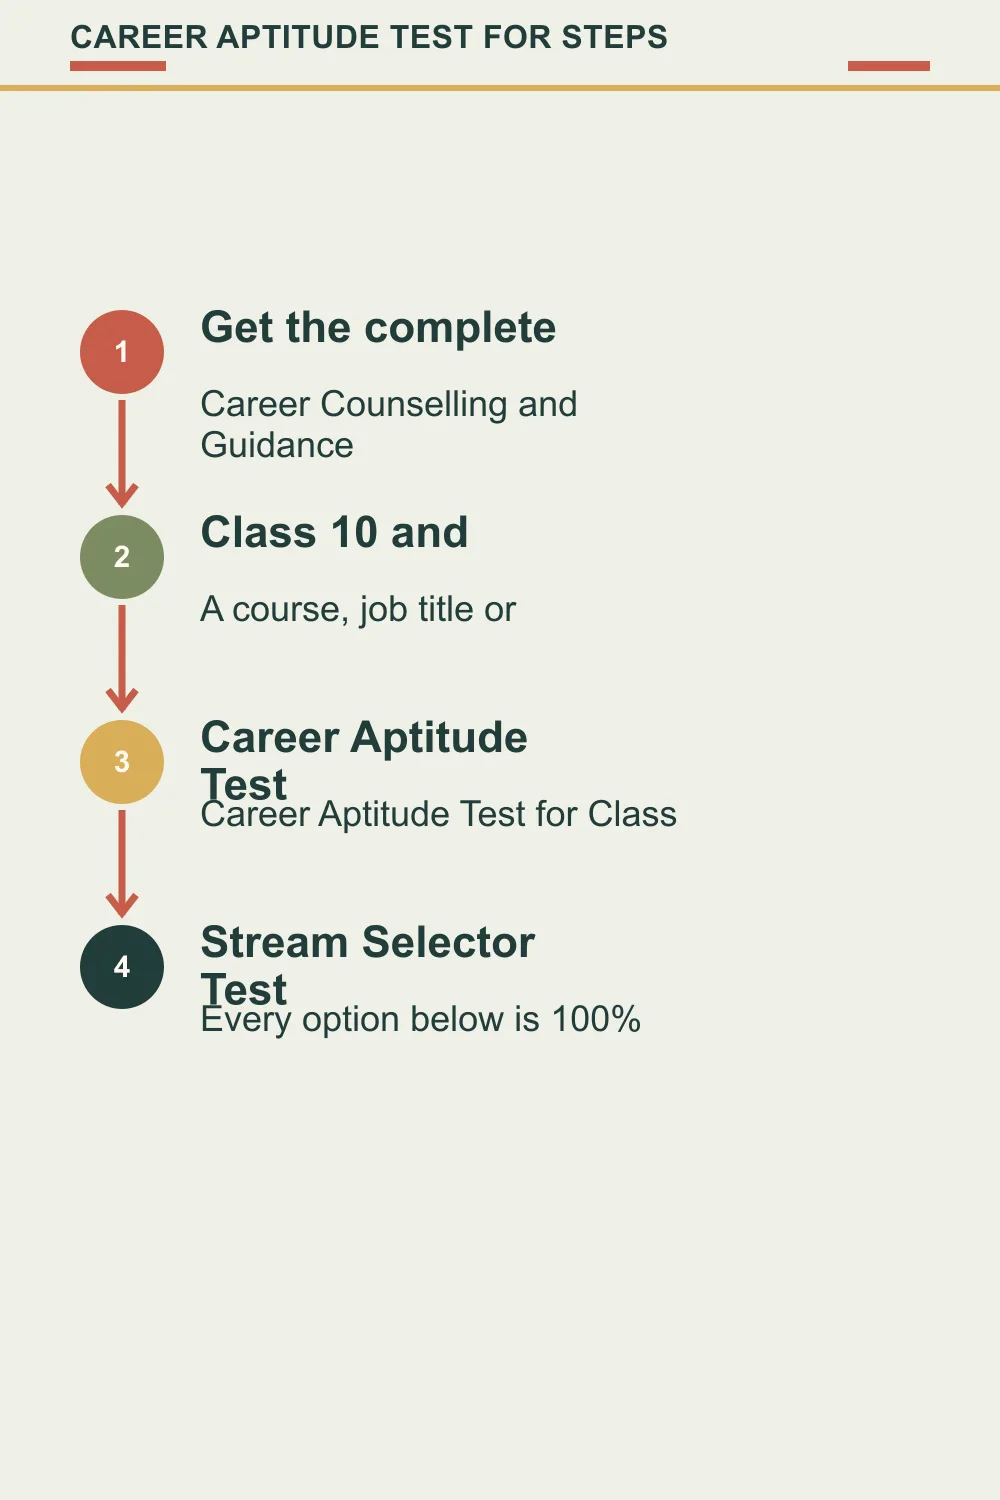 CAREER APTITUDE TEST FOR STEPS
1
Get the complete
Career Counselling and
Guidance
2
Class 10 and
A course, job title or
3
Career Aptitude
Test
Career Aptitude Test for Class
4
Stream Selector
Test
Every option below is 100%